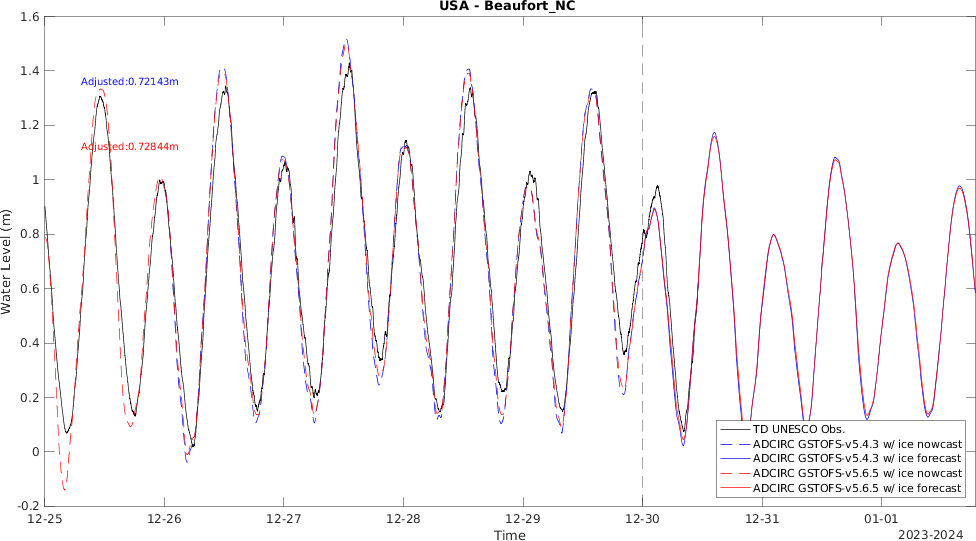 USA - Beaufort_NC
1.6
1.4
1.2
1
0.8
0.6
0.4
0.2
0
-0.2
Water Level (m)
Adjusted:0.72143m
Adjusted:0.72844m
TD UNESCO Obs.
ADCIRC GSTOFS-v5.4.3 w/ ice nowcast
ADCIRC GSTOFS-v5.4.3 w/ ice forecast
ADCIRC GSTOFS-v5.6.5 w/ ice nowcast
ADCIRC GSTOFS-v5.6.5 w/ ice forecast
12-25 12-26 12-27 12-28 12-29 12-30 12-31 01-01
Time
2023-2024